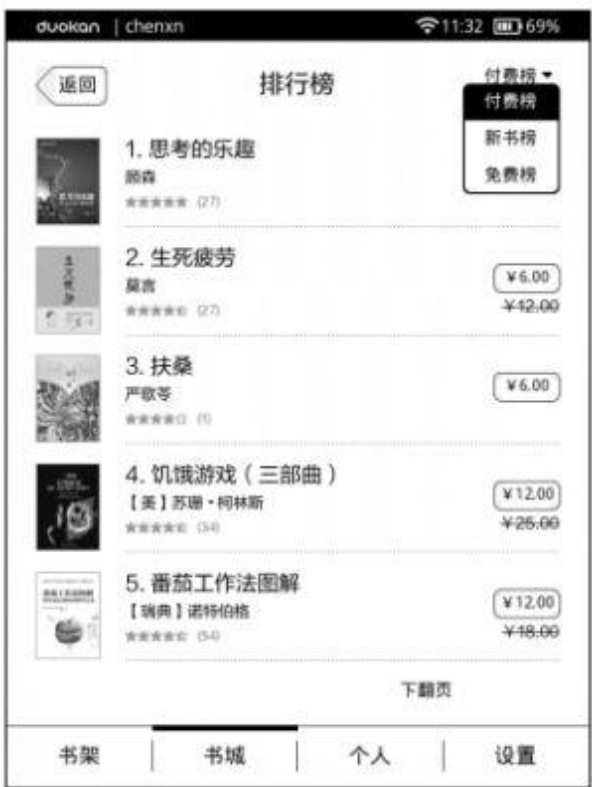 duokan | chenxn 11:32 69%
返回 排行榜 付费榜
付费榜
新书榜
免费榜
1. 思考的乐趣
顾森
(27)
2. 生死疲劳
莫言
(27)
¥6.00
¥12.00
3. 扶桑
严歌苓
(1)
¥6.00
4. 饥饿游戏（三部曲）
【美】苏珊·柯林斯
(34)
¥12.00
¥25.00
5. 番茄工作法图解
【瑞典】诺特伯格
(54)
¥12.00
¥18.00
下翻页
书架 书城 个人 设置